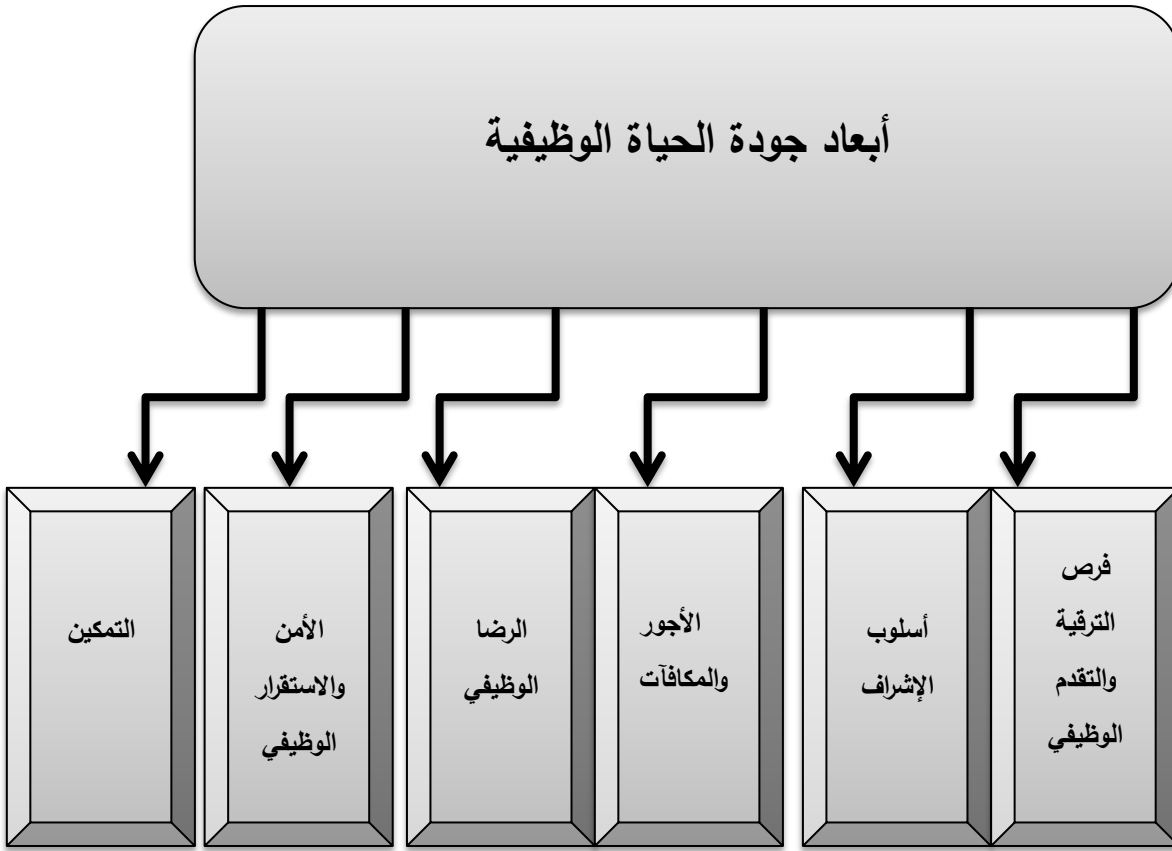 أبعاد جودة الحياة الوظيفية
فرص
الترقية
والتقدم
الوظيفي
أسلوب
الإشراف
الأجور
والمكافآت
الرضا
الوظيفي
الأمن
والاستقرار
الوظيفي
التمكين